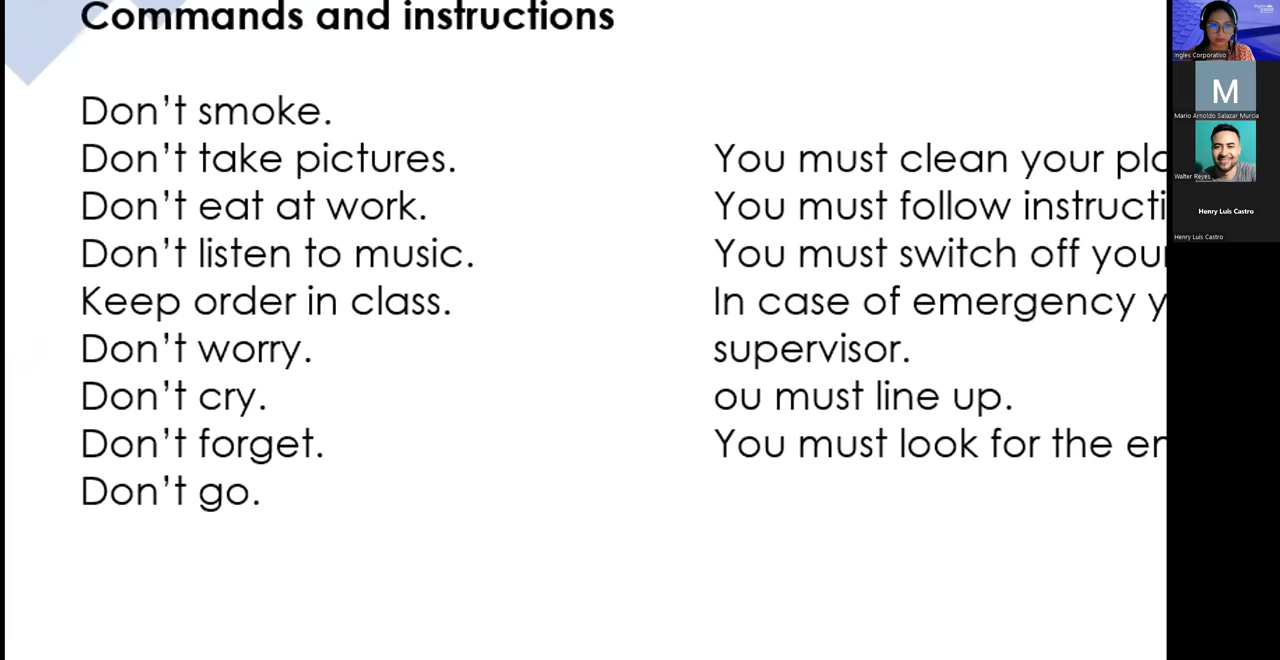 Commands and instructions
Don't smoke.
Don't take pictures.
Don't eat at work.
Don't listen to music.
Keep order in class.
Don't worry.
Don't cry.
Don't forget.
Don't go.
You must clean your
You must follow
You must switch off
In case of emergency
supervisor.
ou must line up.
You must look for the
Ingles Corporativo
M
Mario Arnoldo Salazar Murcia
Walter Reyes
Henry Luis Castro
Henry Luis Castro